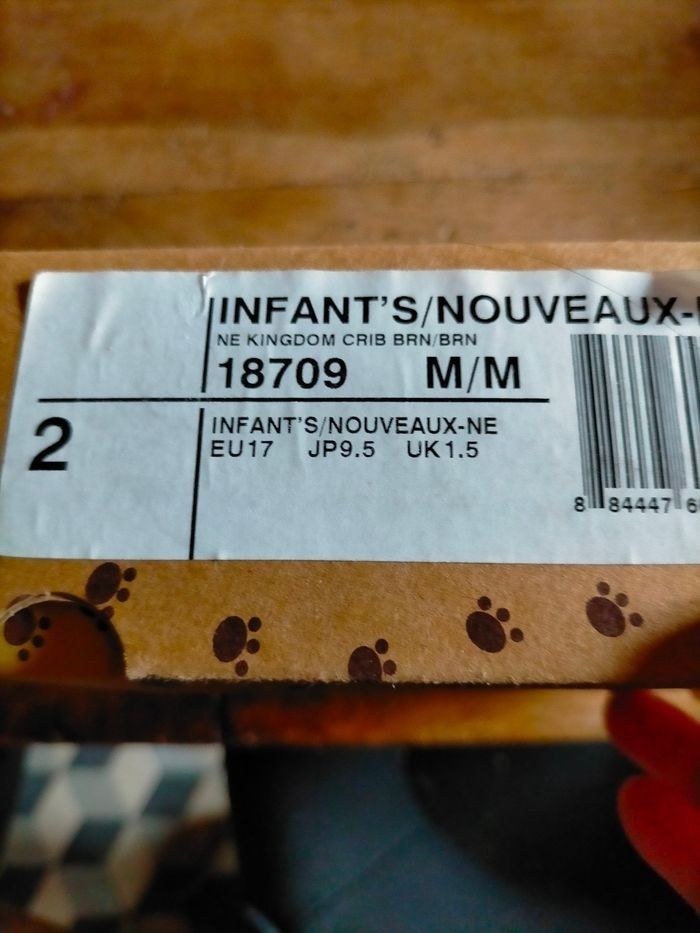 INFANT'S/NOUVEAUX-
NE KINGDOM CRIB BRN/BRN
18709 M/M
2
INFANT'S/NOUVEAUX-NE
EU17 JP9.5 UK1.5
8 84447 6